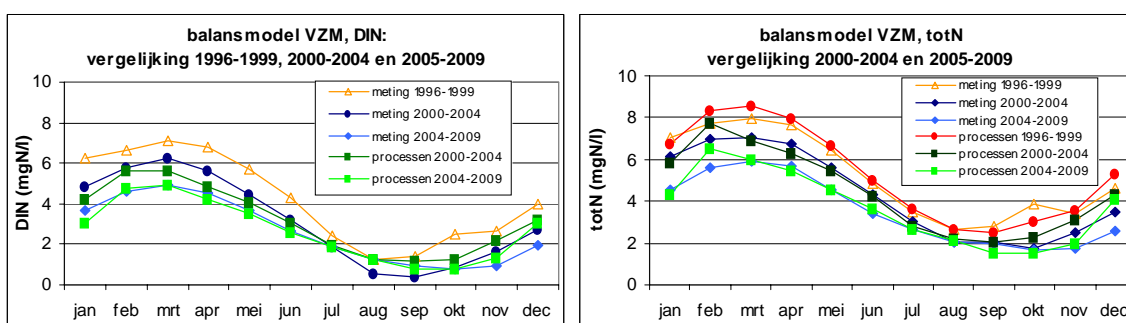 balansmodel VZM, DIN:
vergelijking 1996-1999, 2000-2004 en 2005-2009
DIN (mgN/l)
10
8
6
4
2
0
meting 1996-1999
meting 2000-2004
meting 2004-2009
processen 2000-2004
processen 2004-2009
jan feb mrt apr mei jun jul aug sep okt nov dec
balansmodel VZM, totN
vergelijking 2000-2004 en 2005-2009
totN (mgN/l)
10
8
6
4
2
0
meting 1996-1999
meting 2000-2004
meting 2004-2009
processen 1996-1999
processen 2000-2004
processen 2004-2009
jan feb mrt apr mei jun jul aug sep okt nov dec